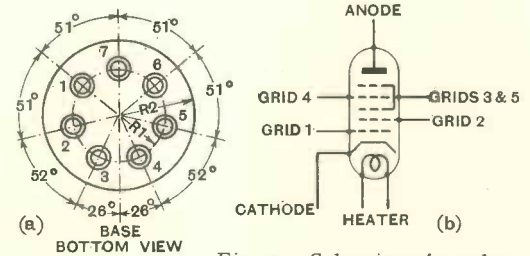 51° 51°
7
1 6
51° 51°
R2
2 5
R1
3 4
52° 52°
26° 26°
(a)
BASE
BOTTOM VIEW
ANODE
GRID 4 GRIDS 3 & 5
GRID 2
GRID 1
CATHODE
HEATER
(b)